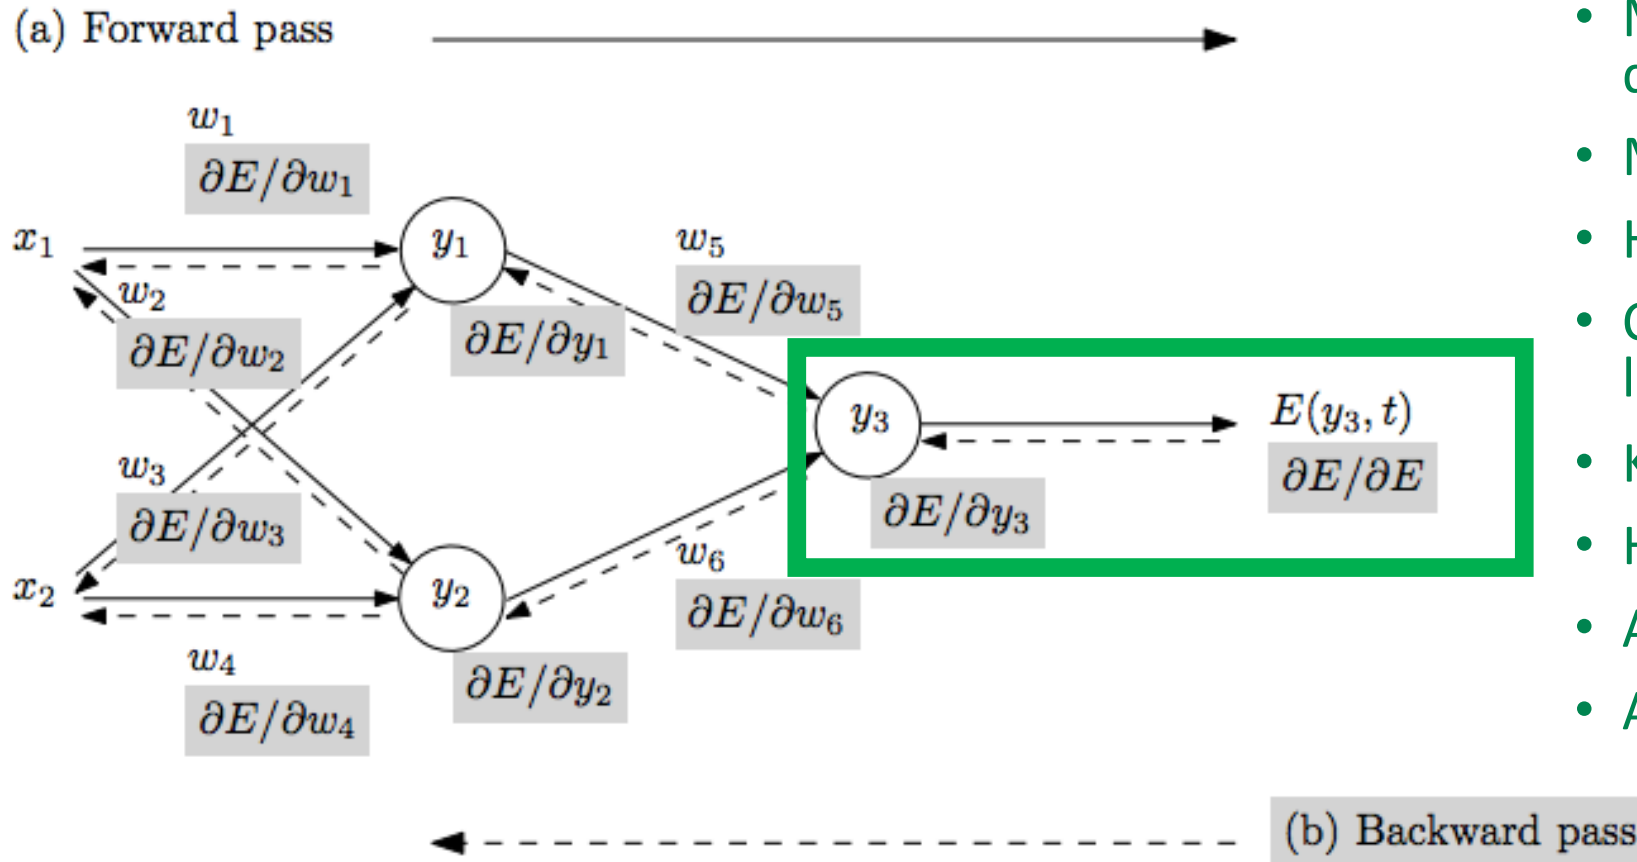 (a) Forward pass
w₁
∂E/∂w₁
x₁
y₁
w₅
∂E/∂w₅
w₂
∂E/∂w₂
∂E/∂y₁
y₃
E(y₃, t)
∂E/∂E
w₃
∂E/∂w₃
∂E/∂y₃
x₂
y₂
w₆
∂E/∂w₆
w₄
∂E/∂w₄
∂E/∂y₂
(b) Backward pass